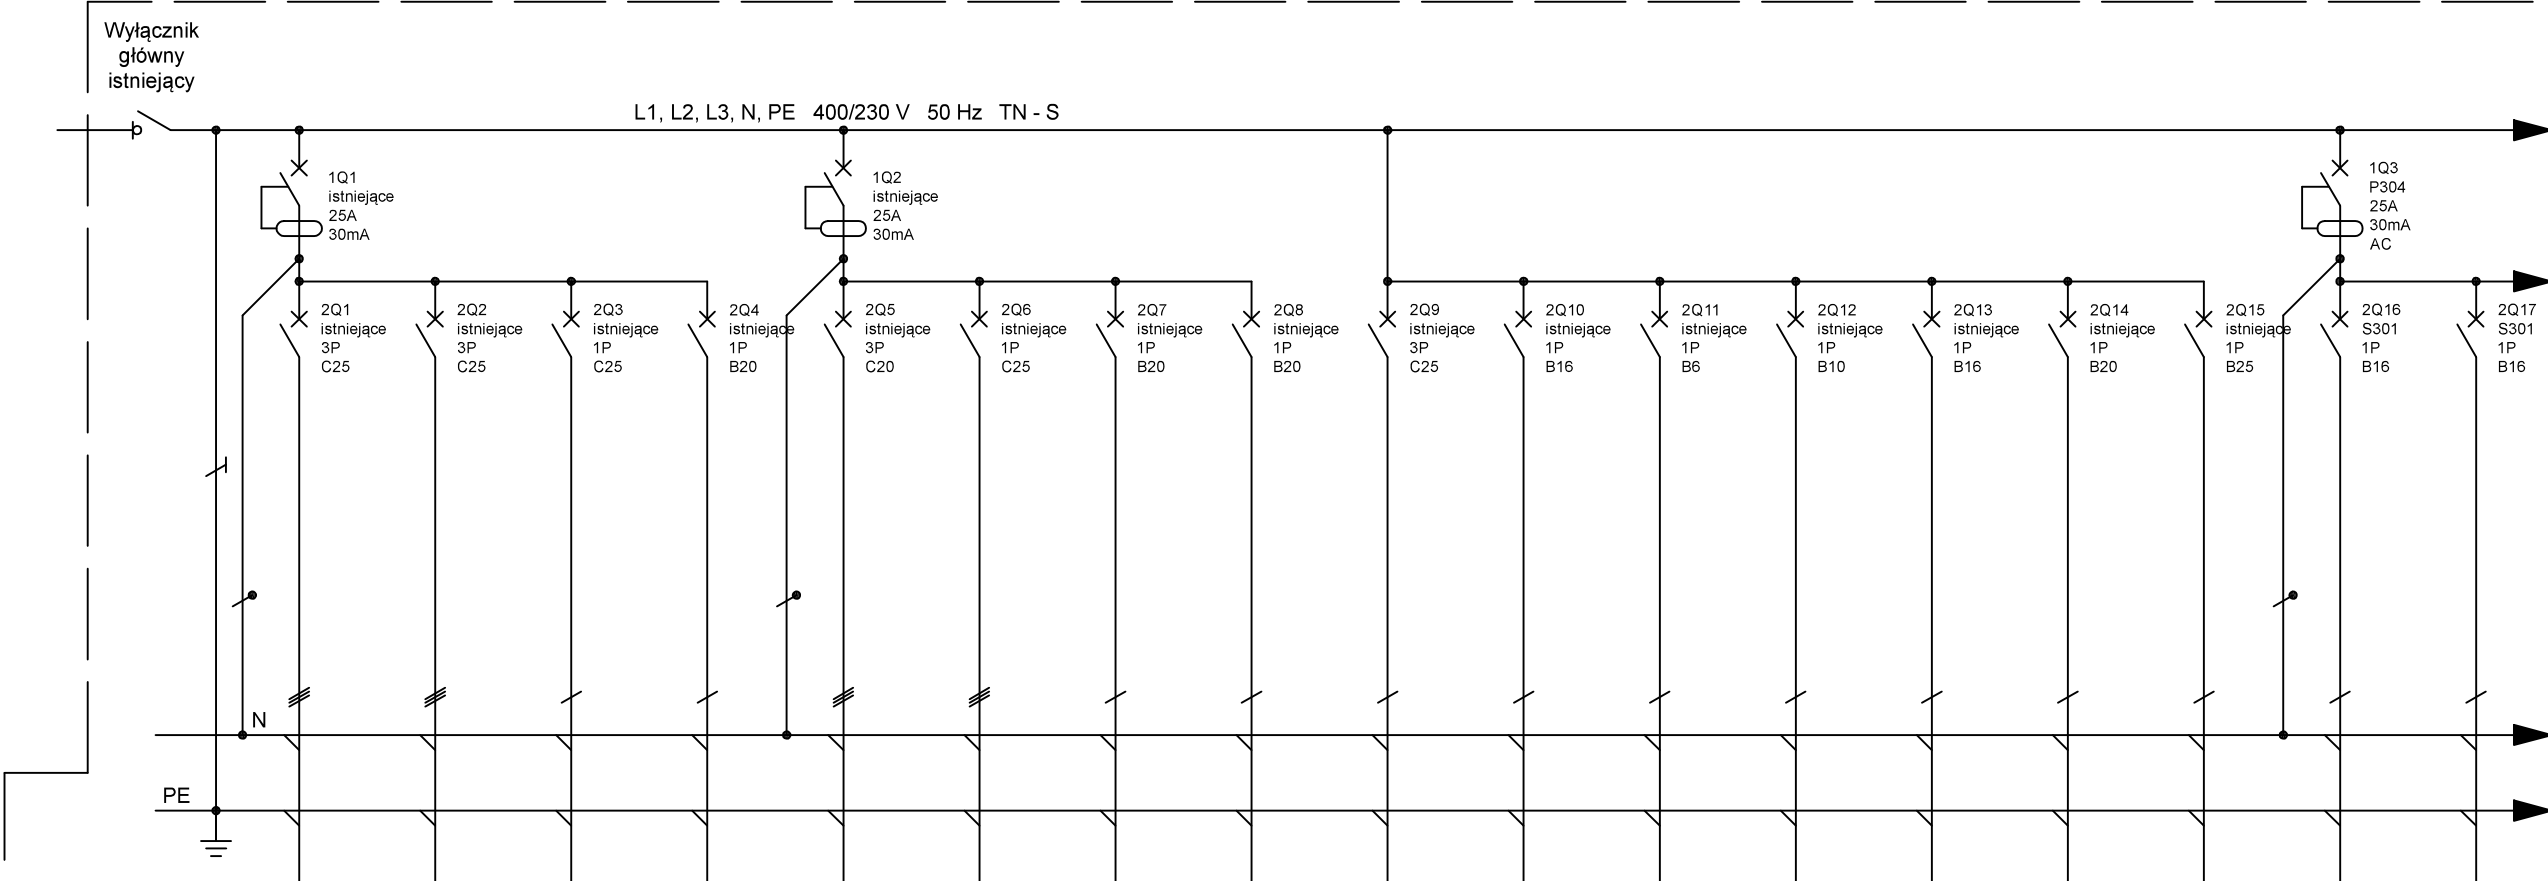 Wyłącznik
główny
istniejący
L1, L2, L3, N, PE 400/230 V 50 Hz TN - S
1Q1
istniejące
25A
30mA
1Q2
istniejące
25A
30mA
1Q3
P304
25A
30mA
AC
2Q1
istniejące
3P
C25
2Q2
istniejące
3P
C25
2Q3
istniejące
1P
C25
2Q4
istniejące
1P
B20
2Q5
istniejące
3P
C20
2Q6
istniejące
1P
C25
2Q7
istniejące
1P
B20
2Q8
istniejące
1P
B20
2Q9
istniejące
3P
C25
2Q10
istniejące
1P
B16
2Q11
istniejące
1P
B6
2Q12
istniejące
1P
B10
2Q13
istniejące
1P
B16
2Q14
istniejące
1P
B20
2Q15
istniejące
1P
B25
2Q16
S301
1P
B16
2Q17
S301
1P
B16
N
PE